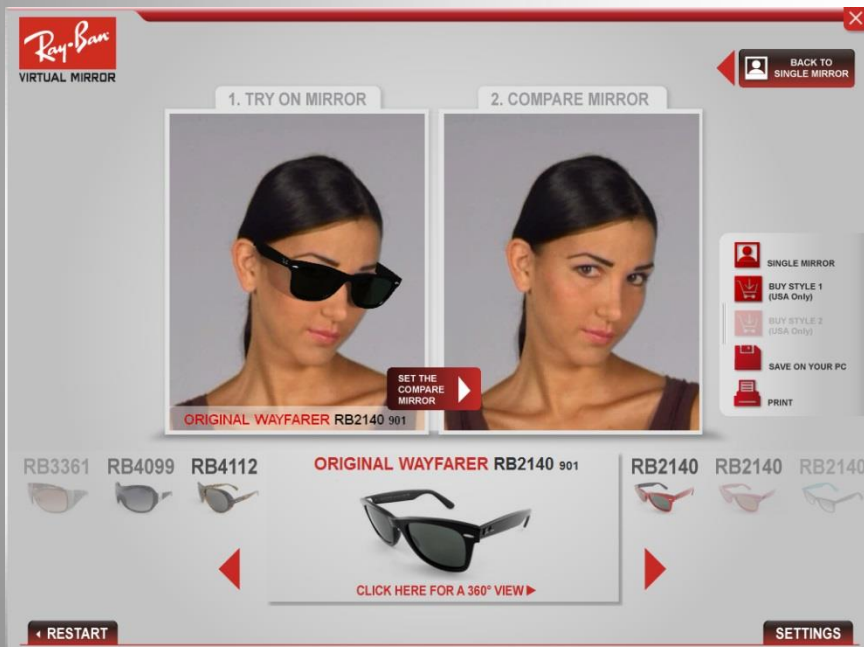 Ray-Ban
VIRTUAL MIRROR
BACK TO
SINGLE MIRROR
1. TRY ON MIRROR
2. COMPARE MIRROR
SET THE
COMPARE
MIRROR
ORIGINAL WAYFARER RB2140 901
SINGLE MIRROR
BUY STYLE 1
(USA Only)
BUY STYLE 2
(USA Only)
SAVE ON YOUR PC
PRINT
RB3361
RB4099
RB4112
ORIGINAL WAYFARER RB2140 901
RB2140
RB2140
RB2140
CLICK HERE FOR A 360° VIEW
RESTART
SETTINGS